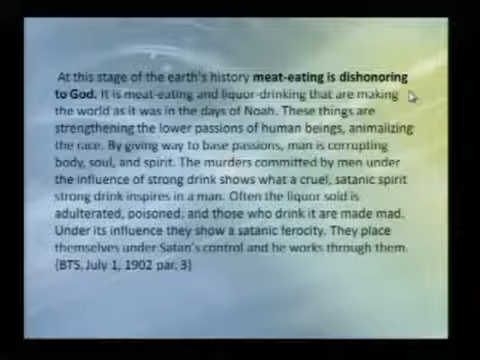 At this stage of the earth's history meat-eating is dishonoring
to God. It is meat-eating and liquor-drinking that are making
the world as it was in the days of Noah. These things are
strengthening the lower passions of human beings, animalizing
the race. By giving way to base passions, man is corrupting
body, soul, and spirit. The murders committed by men under
the influence of strong drink shows what a cruel, satanic spirit
strong drink inspires in a man. Often the liquor sold is
adulterated, poisoned, and those who drink it are made mad.
Under its influence they show a satanic ferocity. They place
themselves under Satan's control and he works through them.
(BTS, July 1, 1902 par. 3)